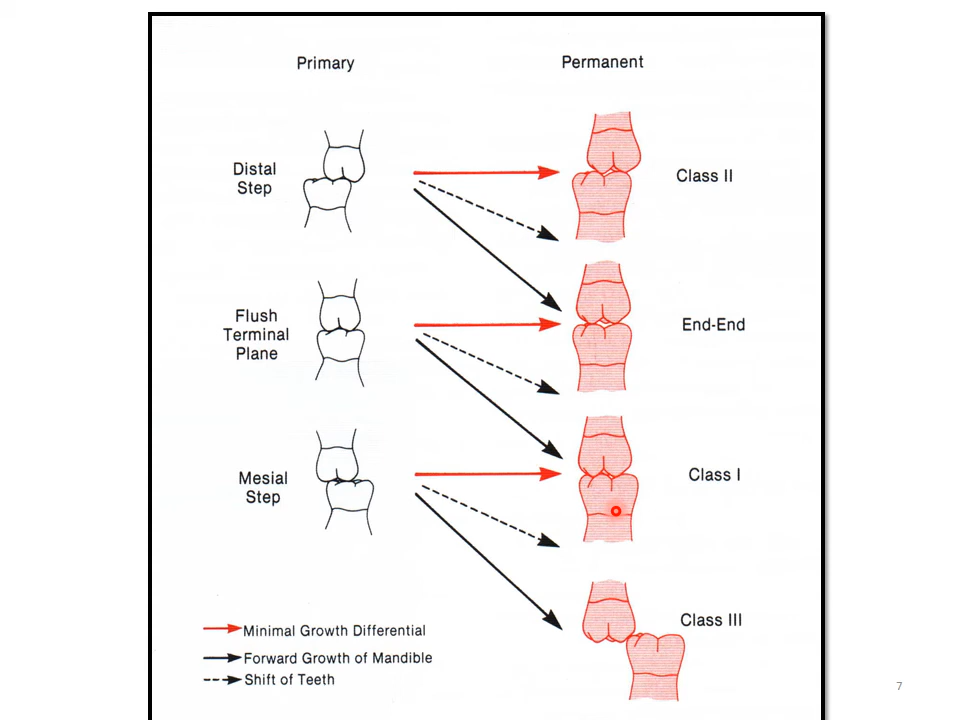 Primary
Permanent
Distal
Step
Class II
Flush
Terminal
Plane
End-End
Mesial
Step
Class I
Class III
Minimal Growth Differential
Forward Growth of Mandible
Shift of Teeth
7